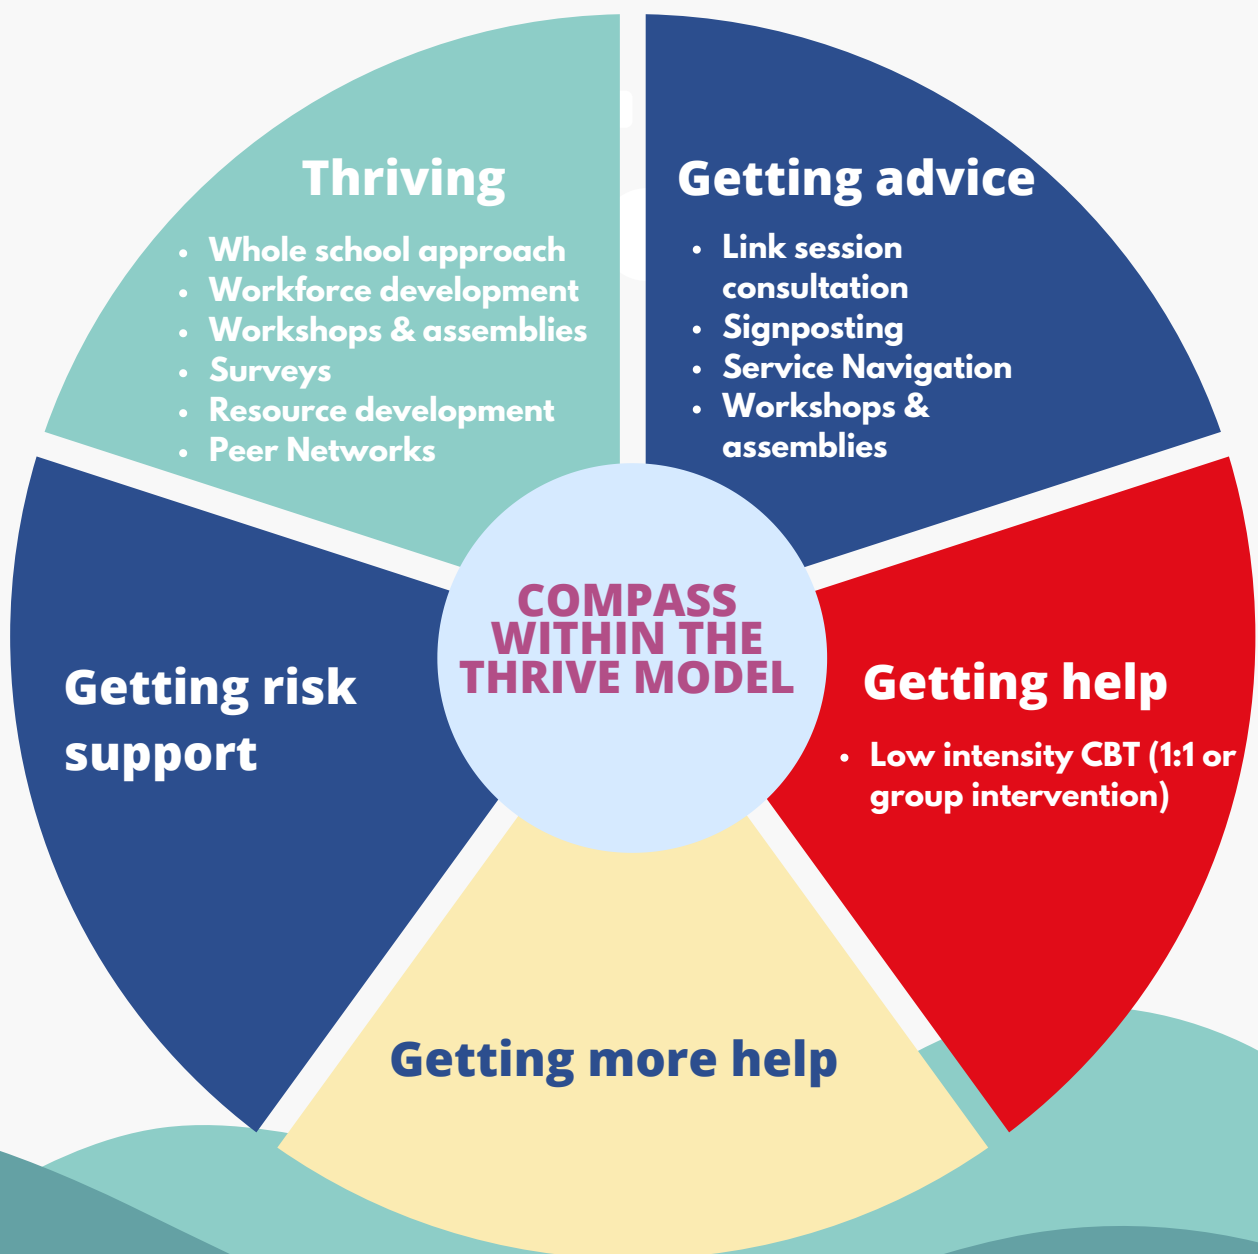 Thriving
• Whole school approach
• Workforce development
• Workshops & assemblies
• Surveys
• Resource development
• Peer Networks
Getting advice
• Link session
consultation
• Signposting
• Service Navigation
• Workshops &
assemblies
COMPASS
WITHIN THE
THRIVE MODEL
Getting risk
support
Getting help
• Low intensity CBT (1:1 or
group intervention)
Getting more help